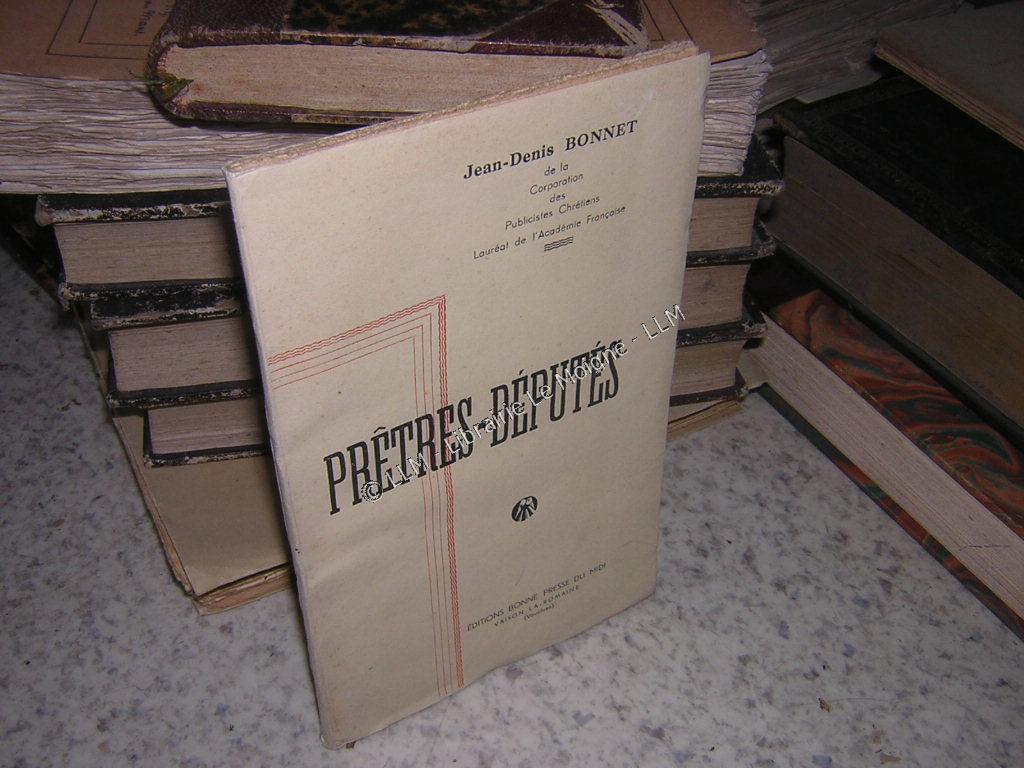 Jean-Denis BONNET
de la
Corporation
des
Publicistes Chrétiens
Lauréat de l'Académie Française
PRÊTRES-DÉPUTÉS
©LLM - Librairie Le Moigne - LLM
ÉDITIONS BONNE PRESSE DU MIDI
VAISON-LA-ROMAINE
(Vaucluse)